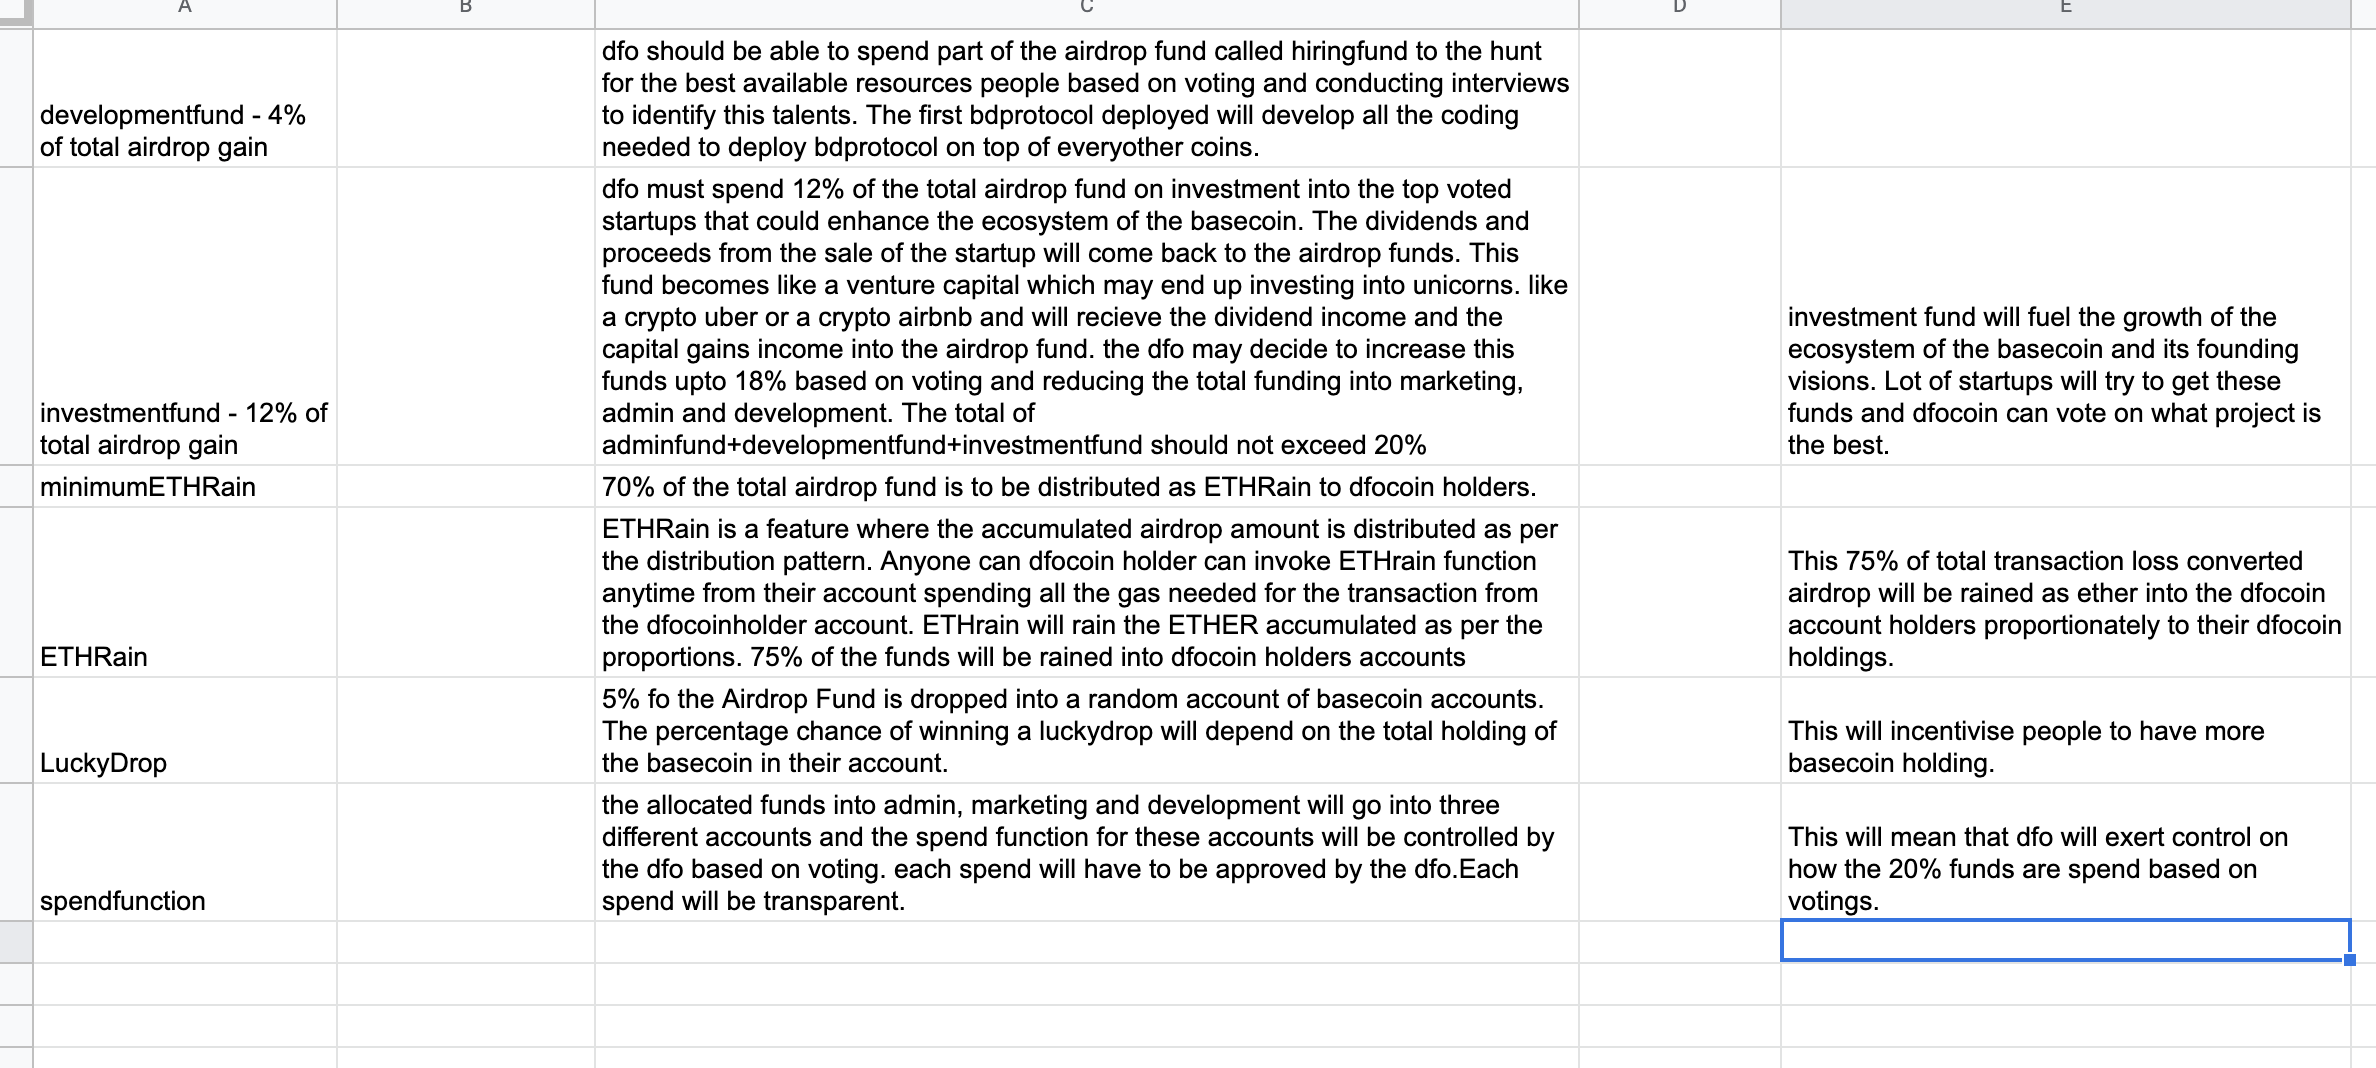 A B C D E
dfo should be able to spend part of the airdrop fund called hiringfund to the hunt
for the best available resources people based on voting and conducting interviews
to identify this talents. The first bdprotocol deployed will develop all the coding
needed to deploy bdprotocol on top of everyother coins.
developmentfund - 4%
of total airdrop gain
dfo must spend 12% of the total airdrop fund on investment into the top voted
startups that could enhance the ecosystem of the basecoin. The dividends and
proceeds from the sale of the startup will come back to the airdrop funds. This
fund becomes like a venture capital which may end up investing into unicorns. like
a crypto uber or a crypto airbnb and will recieve the dividend income and the
capital gains income into the airdrop fund. the dfo may decide to increase this
funds upto 18% based on voting and reducing the total funding into marketing,
admin and development. The total of
adminfund+developmentfund+investmentfund should not exceed 20%
investmentfund - 12% of
total airdrop gain
investment fund will fuel the growth of the
ecosystem of the basecoin and its founding
visions. Lot of startups will try to get these
funds and dfocoin can vote on what project is
the best.
minimumETHRain
70% of the total airdrop fund is to be distributed as ETHRain to dfocoin holders.
ETHRain
ETHRain is a feature where the accumulated airdrop amount is distributed as per
the distribution pattern. Anyone can dfocoin holder can invoke ETHrain function
anytime from their account spending all the gas needed for the transaction from
the dfocoinholder account. ETHrain will rain the ETHER accumulated as per the
proportions. 75% of the funds will be rained into dfocoin holders accounts
This 75% of total transaction loss converted
airdrop will be rained as ether into the dfocoin
account holders proportionately to their dfocoin
holdings.
LuckyDrop
5% fo the Airdrop Fund is dropped into a random account of basecoin accounts.
The percentage chance of winning a luckydrop will depend on the total holding of
the basecoin in their account.
This will incentivise people to have more
basecoin holding.
spendfunction
the allocated funds into admin, marketing and development will go into three
different accounts and the spend function for these accounts will be controlled by
the dfo based on voting. each spend will have to be approved by the dfo.Each
spend will be transparent.
This will mean that dfo will exert control on
how the 20% funds are spend based on
votings.